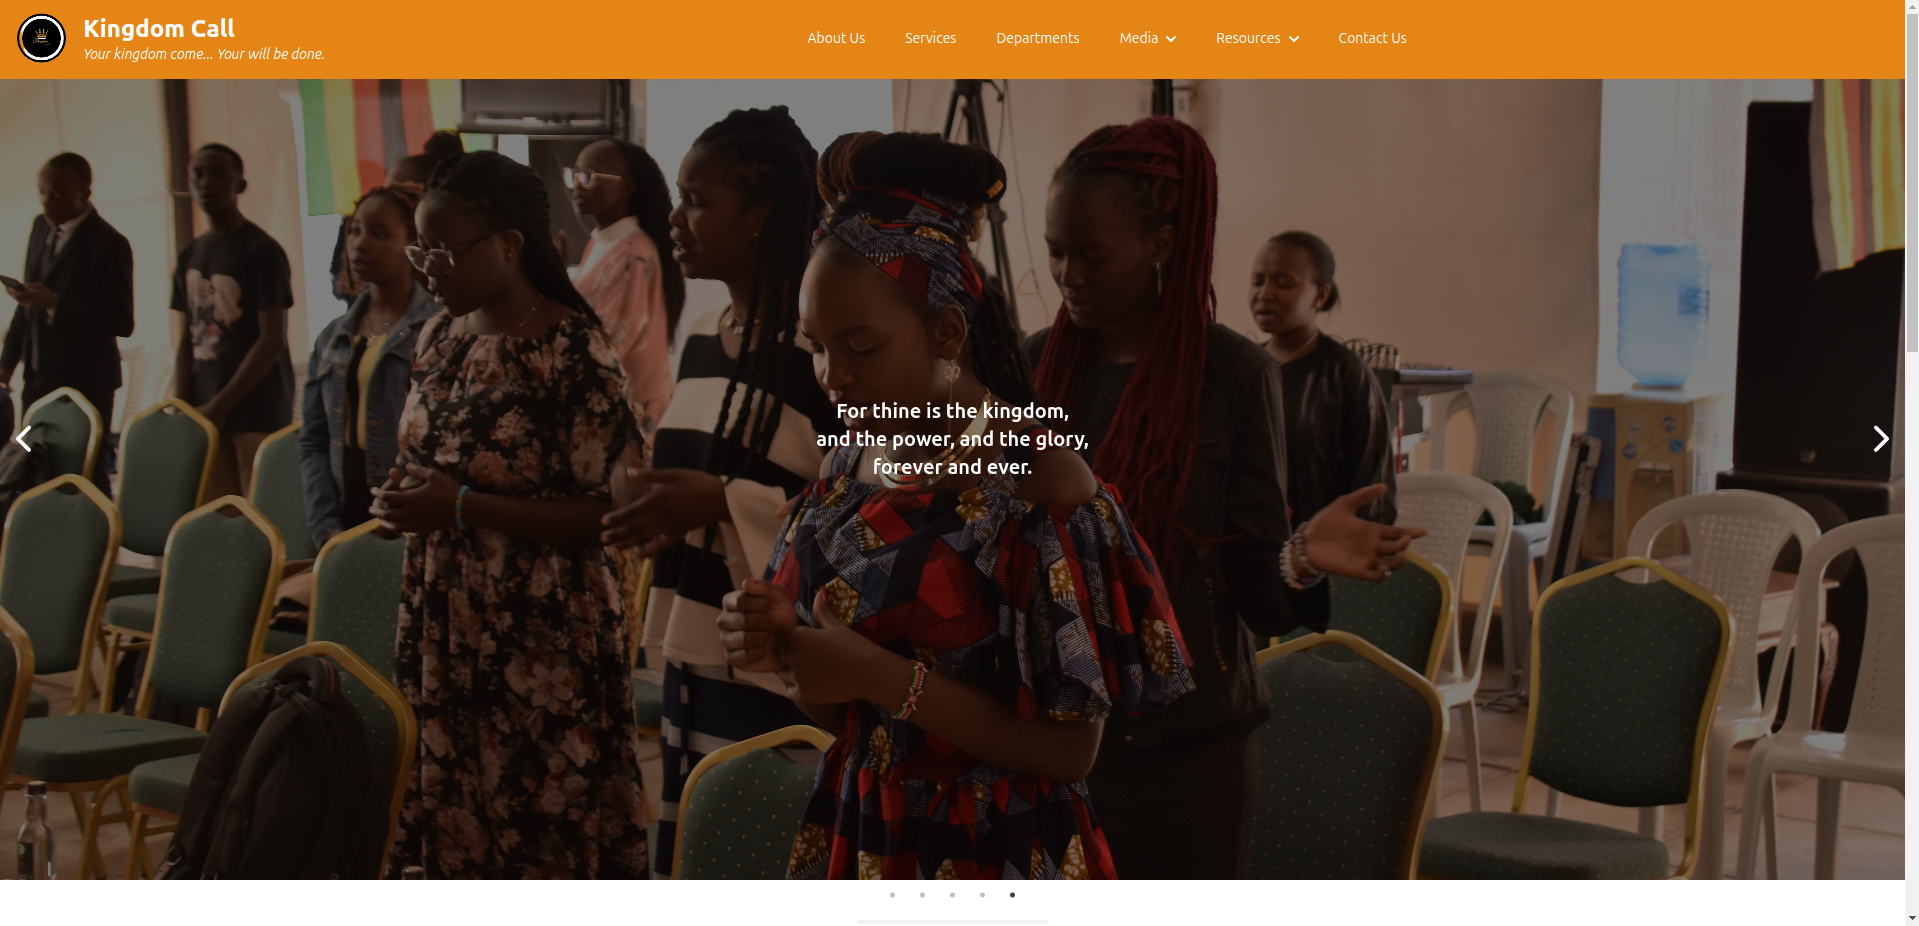 Kingdom Call
Your kingdom come... Your will be done.
About Us
Services
Departments
Media
Resources
Contact Us
For thine is the kingdom,
and the power, and the glory,
forever and ever.